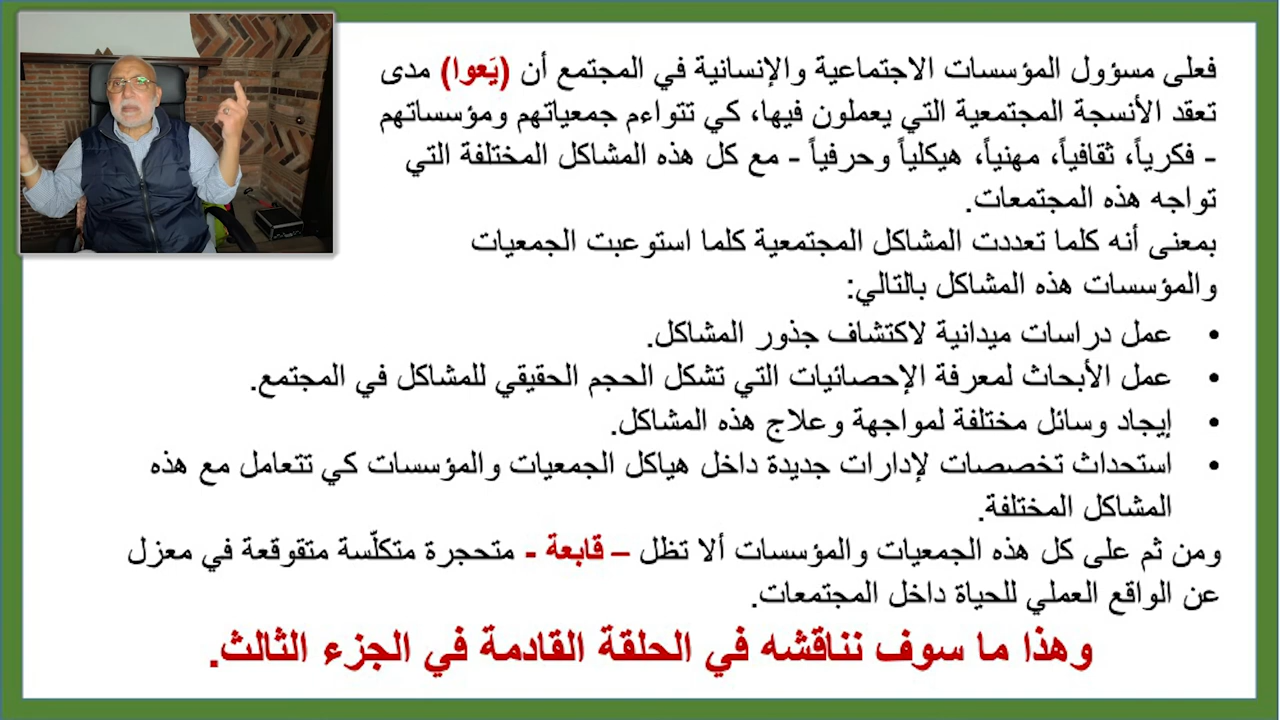 فعلى مسؤول المؤسسات الاجتماعية والإنسانية في المجتمع أن (يَعوا) مدى
تعقد الأنسجة المجتمعية التي يعملون فيها، كي تتواءم جمعياتهم ومؤسساتهم
- فكرياً، ثقافياً، مهنياً، هيكلياً وحرفياً - مع كل هذه المشاكل المختلفة التي
تواجه هذه المجتمعات.
بمعنى أنه كلما تعددت المشاكل المجتمعية كلما استوعبت الجمعيات
والمؤسسات هذه المشاكل بالتالي:
• عمل دراسات ميدانية لاكتشاف جذور المشاكل.
• عمل الأبحاث لمعرفة الإحصائيات التي تشكل الحجم الحقيقي للمشاكل في المجتمع.
• إيجاد وسائل مختلفة لمواجهة وعلاج هذه المشاكل.
• استحداث تخصصات لإدارات جديدة داخل هياكل الجمعيات والمؤسسات كي تتعامل مع هذه
المشاكل المختلفة.
ومن ثم على كل هذه الجمعيات والمؤسسات ألا تظل – قابعة - متحجرة متكلّسة متقوقعة في معزل
عن الواقع العملي للحياة داخل المجتمعات.
وهذا ما سوف نناقشه في الحلقة القادمة في الجزء الثالث.